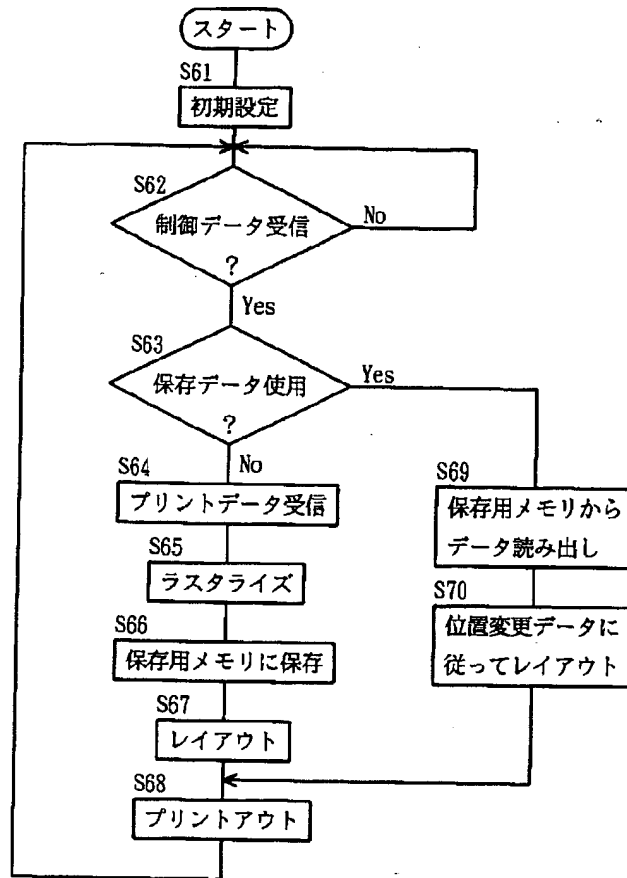 スタート
S61
初期設定
S62
制御データ受信
?
No
Yes
S63
保存データ使用
?
Yes
No
S64
プリントデータ受信
S65
ラスタライズ
S66
保存用メモリに保存
S67
レイアウト
S69
保存用メモリから
データ読み出し
S70
位置変更データに
従ってレイアウト
S68
プリントアウト